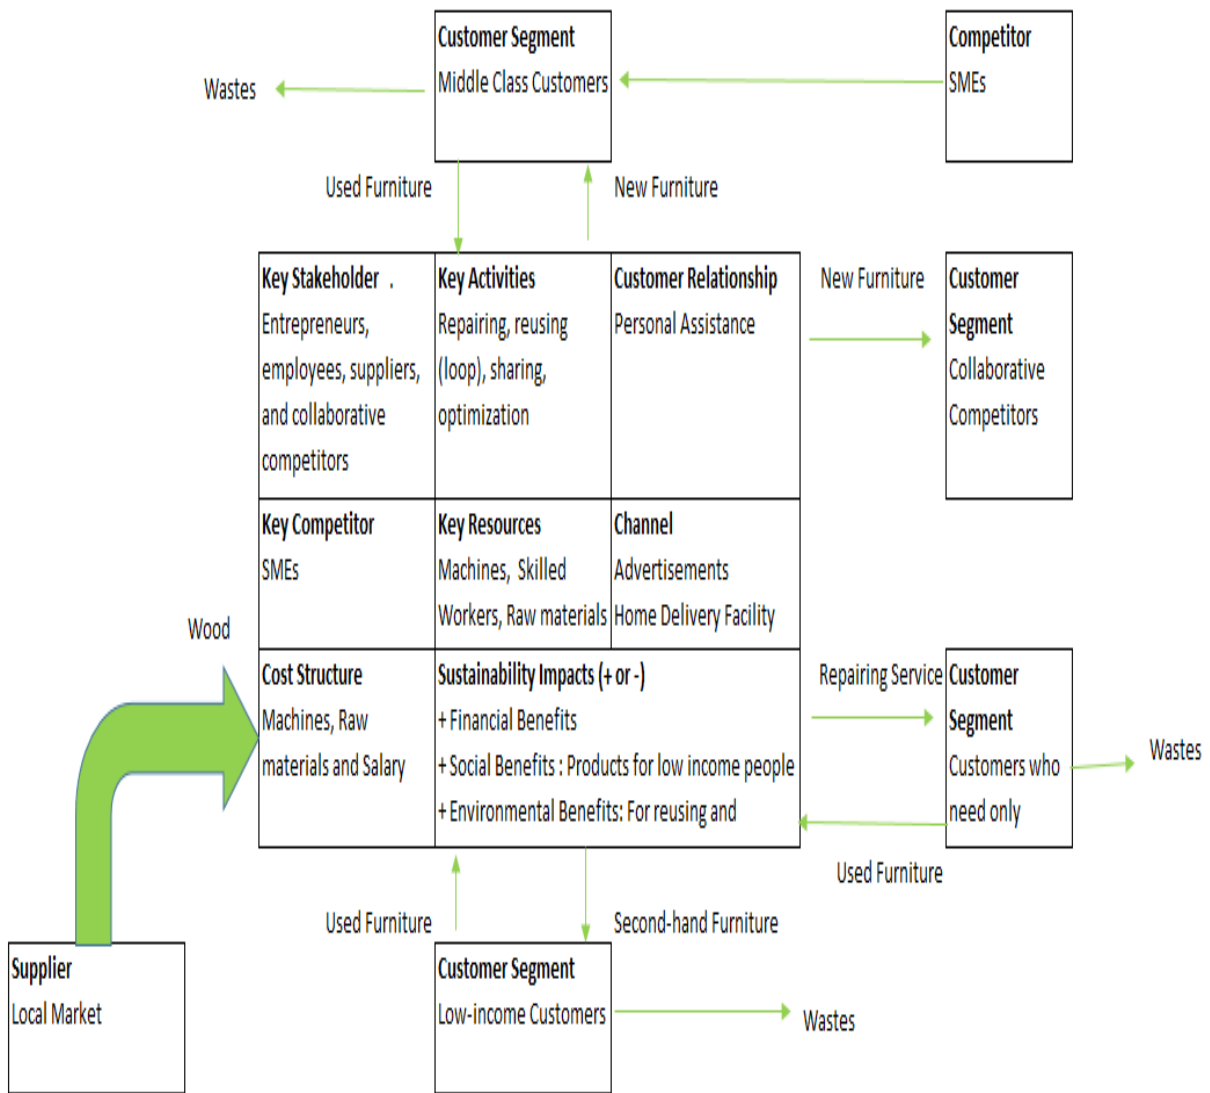 Customer Segment
Middle Class Customers
Competitor
SMEs
Wastes
Used Furniture
New Furniture
Key Stakeholder .
Entrepreneurs,
employees, suppliers,
and collaborative
competitors
Key Activities
Repairing, reusing
(loop), sharing,
optimization
Customer Relationship
Personal Assistance
New Furniture
Customer
Segment
Collaborative
Competitors
Key Competitor
SMEs
Key Resources
Machines, Skilled
Workers, Raw materials
Channel
Advertisements
Home Delivery Facility
Wood
Cost Structure
Machines, Raw
materials and Salary
Sustainability Impacts (+ or -)
+ Financial Benefits
+ Social Benefits : Products for low income people
+ Environmental Benefits: For reusing and
Repairing Service
Customer
Segment
Customers who
need only
Wastes
Used Furniture
Used Furniture
Second-hand Furniture
Supplier
Local Market
Customer Segment
Low-income Customers
Wastes